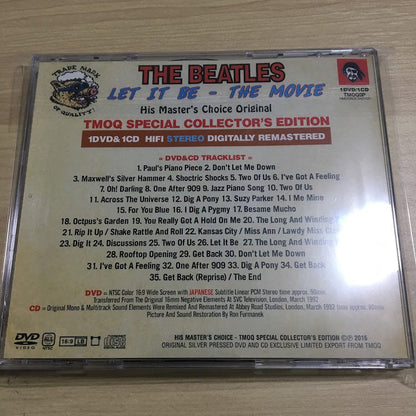 TRADE MARK
OF QUALITY!
THE BEATLES
LET IT BE - THE MOVIE
His Master's Choice Original
TMOQ SPECIAL COLLECTOR'S EDITION
1DVD&1CD HIFI STEREO DIGITALLY REMASTERED
1DVD/1CD
« DVD&CD TRACKLIST »
1. Paul's Piano Piece 2. Don't Let Me Down
3. Maxwell's Silver Hammer 4. Shoctric Shocks 5. Two Of Us 6. I've Got A Feeling
7. Oh! Darling 8. One After 909 9. Jazz Piano Song 10. Two Of Us
11. Across The Universe 12. Dig A Pony 13. Suzy Parker 14. I Me Mine
15. For You Blue 16. I Dig A Pygmy 17. Besame Mucho
18. Octpus's Garden 19. You Really Got A Hold On Me 20. The Long And Winding
21. Rip It Up / Shake Rattle And Roll 22. Kansas City / Miss Ann / Lawdy Miss
23. Dig It 24. Discussions 25. Two Of Us 26. Let It Be 27. The Long And Winding
28. Rooftop Opening 29. Get Back 30. Don't Let Me Down
31. I've Got A Feeling 32. One After 909 33. Dig A Pony 34. Get Back
35. Get Back (Reprise) / The End
DVD = NTSC Color 16:9 Wide Screen with JAPANESE Subtitle Linear PCM Stereo time approx. 90min.
Transferred From The Original 16mm Negative Elements At SVC Television, London, March 1992
CD = Original Mono & Multitrack Sound Elements Were Remixed And Remastered At Abbey Road Studios, London, March 1992 time approx.
Picture And Sound Restoration By Ron Furmanek
DVD
VIDEO
ALL
NTSC
16:9 LB
COMPACT
disc
DIGITAL AUDIO
HIS MASTER'S CHOICE - TMOQ SPECIAL COLLECTOR'S EDITION ©℗ 2016
ORIGINAL SILVER PRESSED DVD AND CD EXCLUSIVE LIMITED EXPORT FROM TMOQ